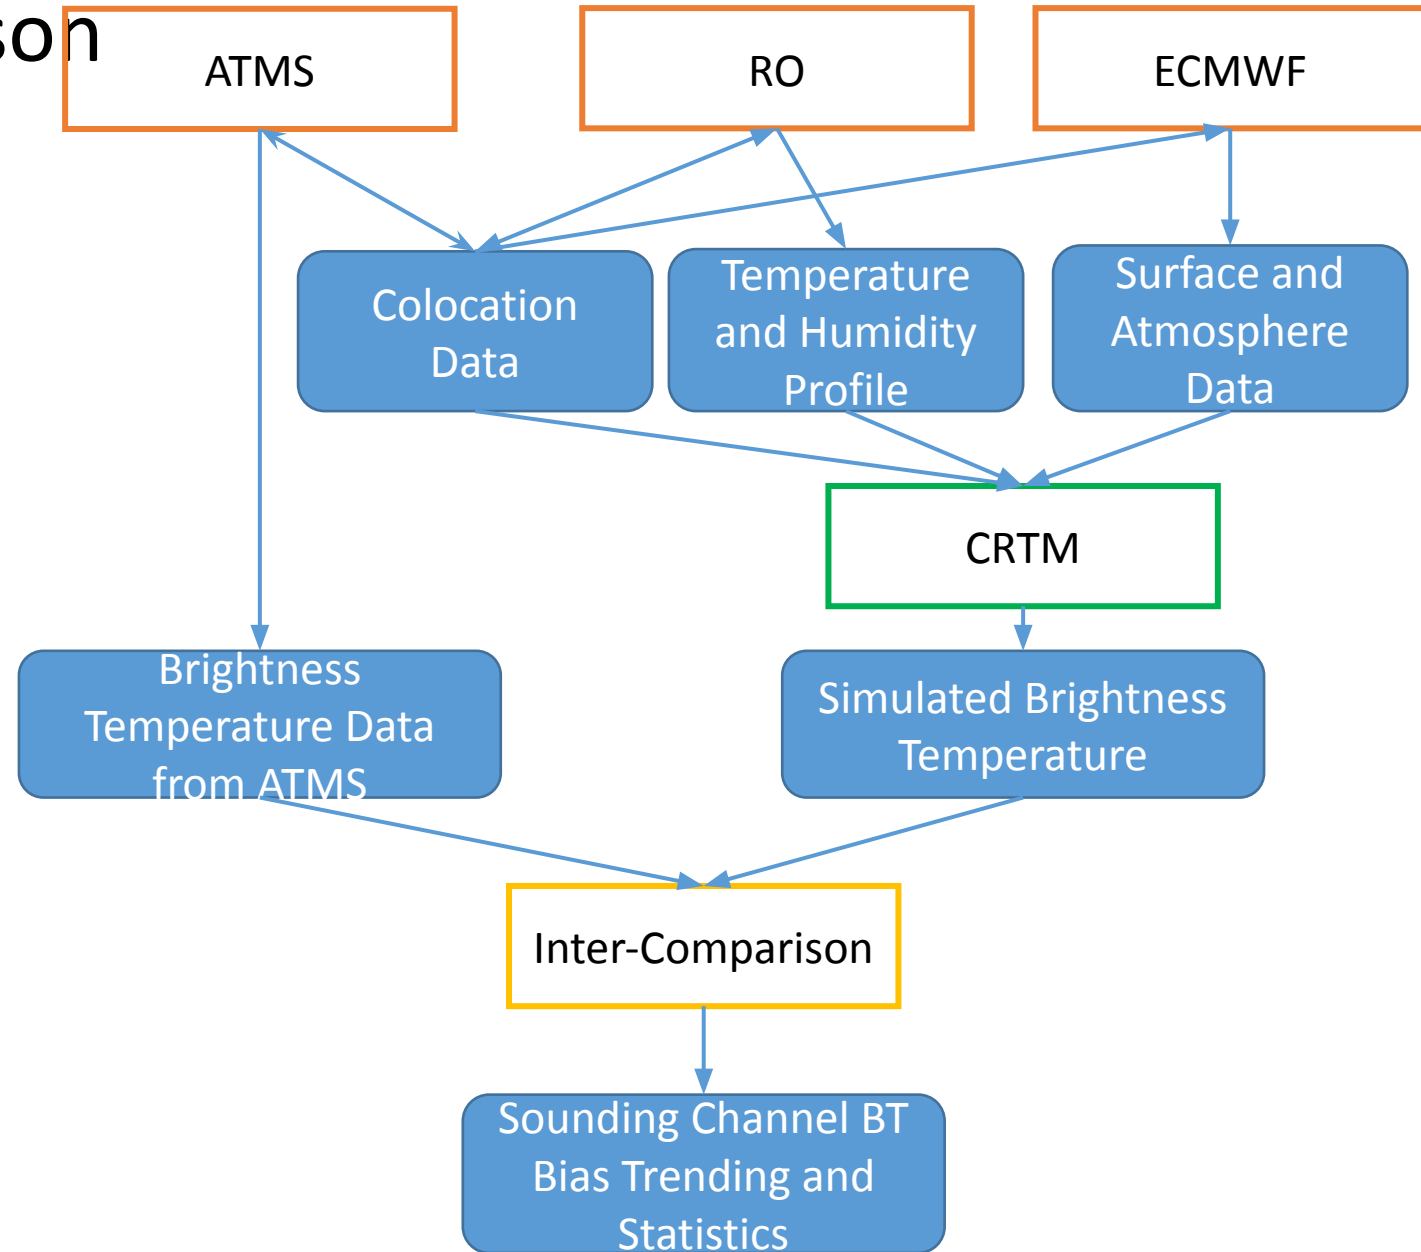 son
ATMS
RO
ECMWF
Colocation
Data
Temperature
and Humidity
Profile
Surface and
Atmosphere
Data
CRTM
Brightness
Temperature Data
from ATMS
Simulated Brightness
Temperature
Inter-Comparison
Sounding Channel BT
Bias Trending and
Statistics